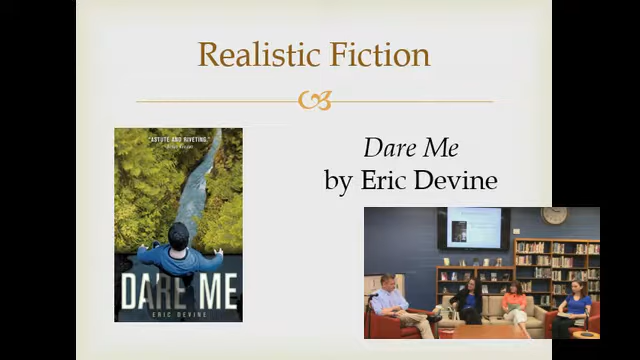 Realistic Fiction
Dare Me
by Eric Devine
"ASTUTE AND RIVETING."
DARE ME
ERIC DEVINE